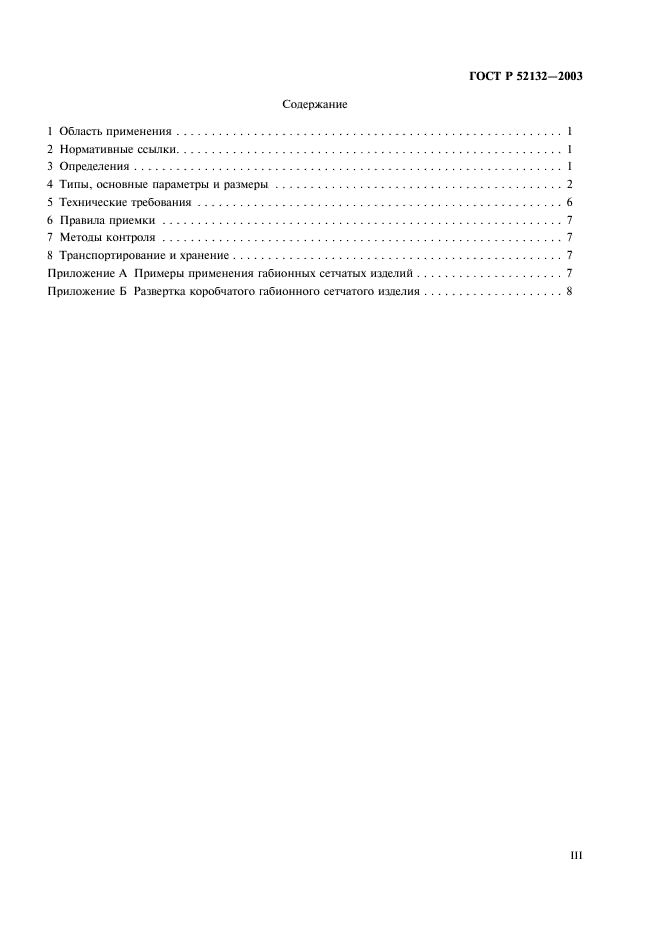 ГОСТ Р 52132—2003
Содержание
1 Область применения . . . . . . . . . . . . . . . . . . . . . . . . . . . . . . . . . . . . . . . . . . . . . . . . . . . . . . . 1
2 Нормативные ссылки. . . . . . . . . . . . . . . . . . . . . . . . . . . . . . . . . . . . . . . . . . . . . . . . . . . . . . . 1
3 Определения . . . . . . . . . . . . . . . . . . . . . . . . . . . . . . . . . . . . . . . . . . . . . . . . . . . . . . . . . . . . . 1
4 Типы, основные параметры и размеры . . . . . . . . . . . . . . . . . . . . . . . . . . . . . . . . . . . . . . . . . 2
5 Технические требования . . . . . . . . . . . . . . . . . . . . . . . . . . . . . . . . . . . . . . . . . . . . . . . . . . . . 6
6 Правила приемки . . . . . . . . . . . . . . . . . . . . . . . . . . . . . . . . . . . . . . . . . . . . . . . . . . . . . . . . . 7
7 Методы контроля . . . . . . . . . . . . . . . . . . . . . . . . . . . . . . . . . . . . . . . . . . . . . . . . . . . . . . . . . 7
8 Транспортирование и хранение . . . . . . . . . . . . . . . . . . . . . . . . . . . . . . . . . . . . . . . . . . . . . . . 7
Приложение А Примеры применения габионных сетчатых изделий . . . . . . . . . . . . . . . . . . . . . 7
Приложение Б Развертка коробчатого габионного сетчатого изделия . . . . . . . . . . . . . . . . . . . . 8
III